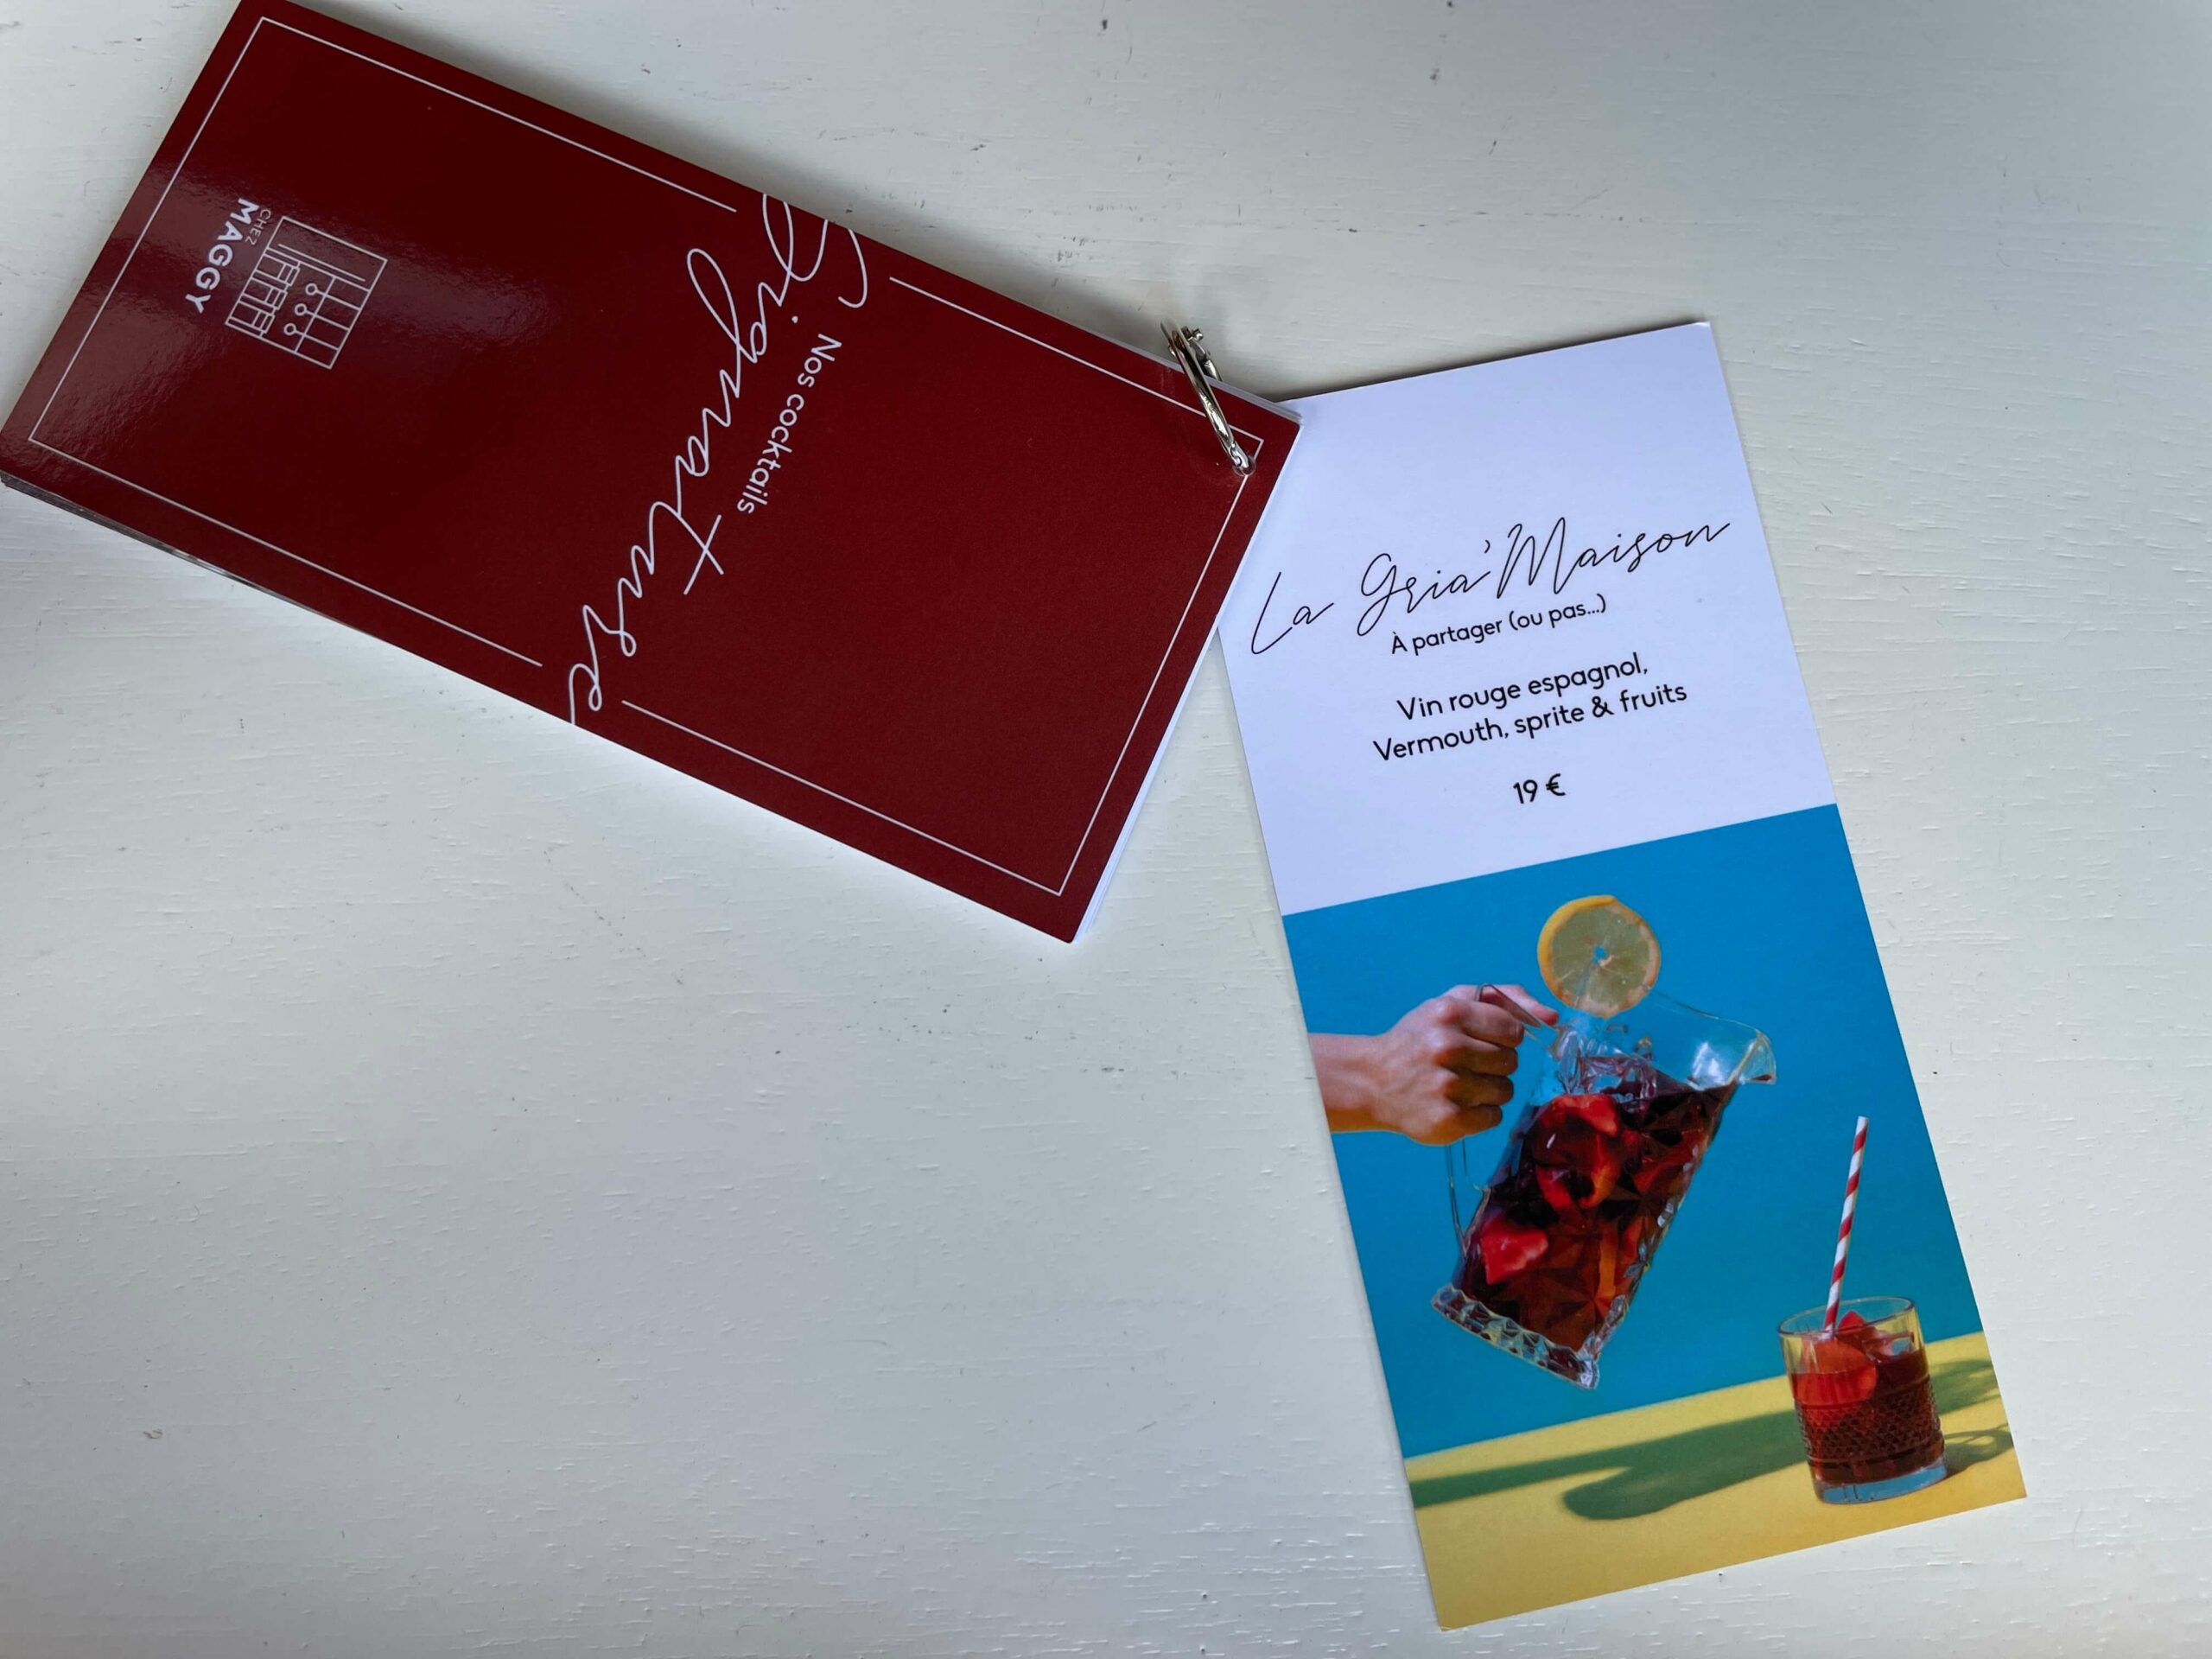 Nos cocktails
Signature
CHEZ
MAGGY
La Gria'Maison
À partager (ou pas...)
Vin rouge espagnol,
Vermouth, sprite & fruits
19 €